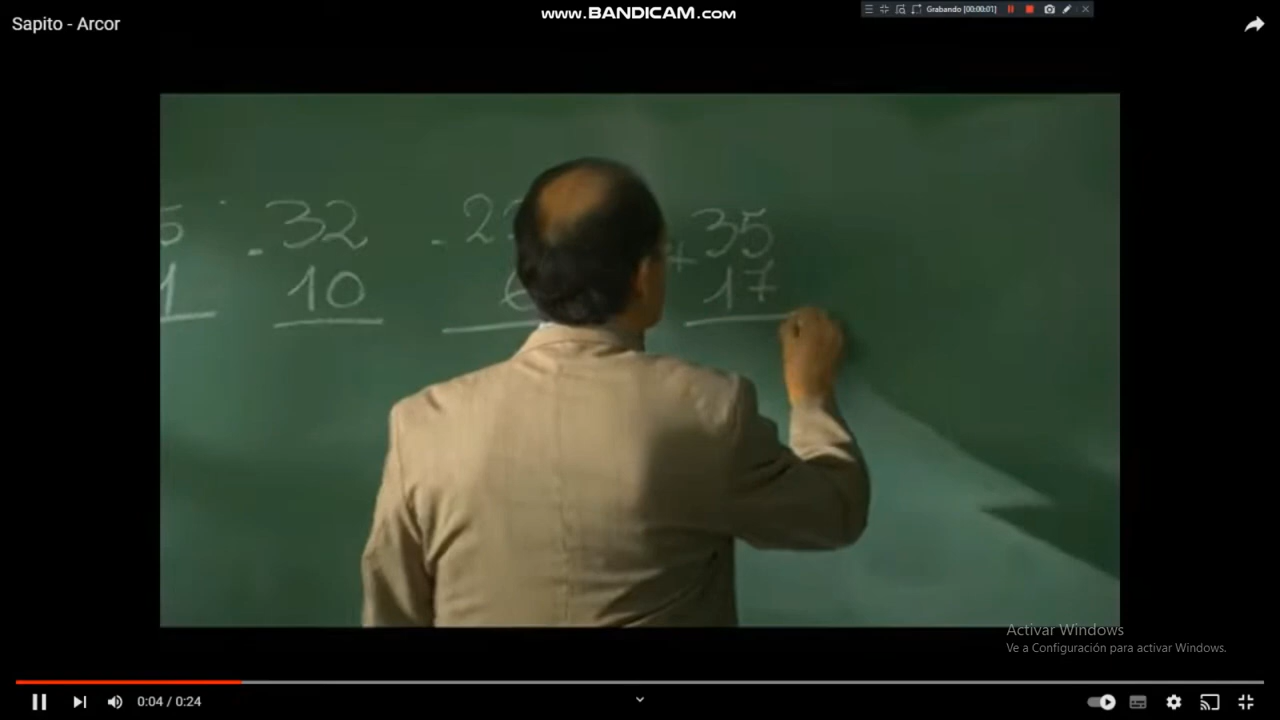 www.BANDICAM.com
Grabando [00:00:01]
Sapito - Arcor
- 32
10
+ 35
17
Activar Windows
Ve a Configuración para activar Windows.
0:04 / 0:24